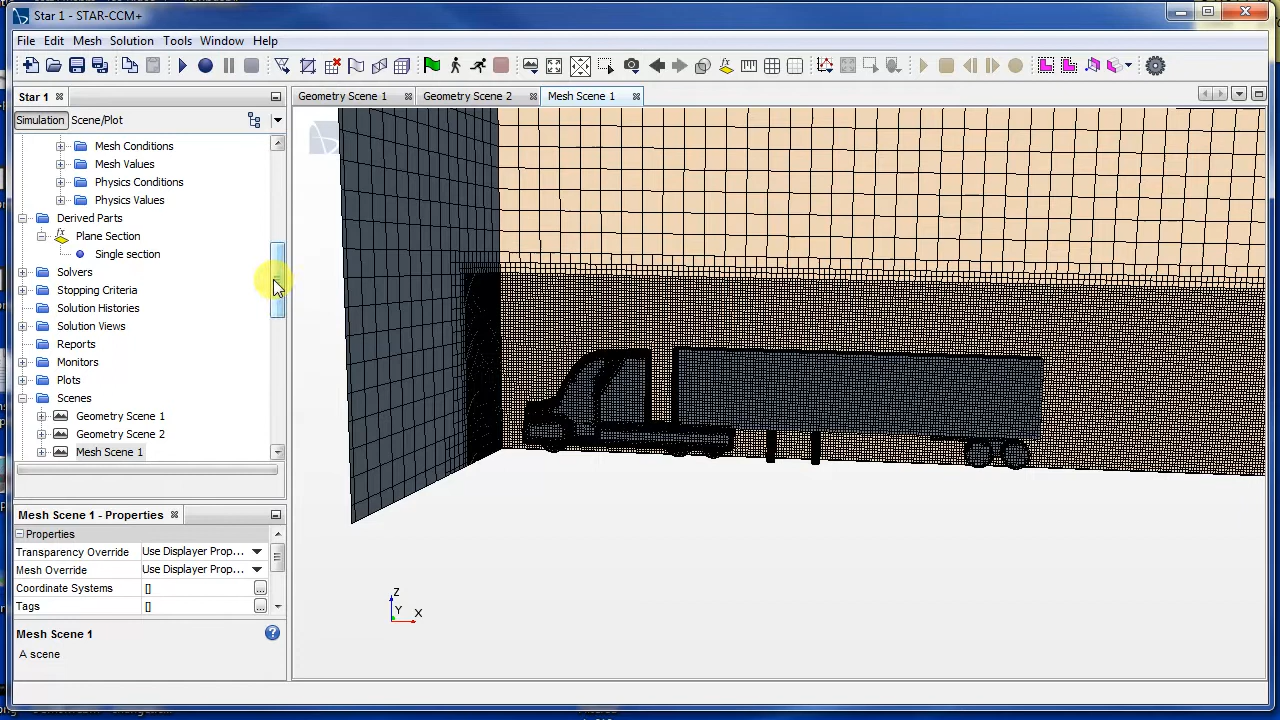 Star 1 - STAR-CCM+
File Edit Mesh Solution Tools Window Help
Star 1
Geometry Scene 1 Geometry Scene 2 Mesh Scene 1
Simulation Scene/Plot
Mesh Conditions
Mesh Values
Physics Conditions
Physics Values
Derived Parts
Plane Section
Single section
Solvers
Stopping Criteria
Solution Histories
Solution Views
Reports
Monitors
Plots
Scenes
Geometry Scene 1
Geometry Scene 2
Mesh Scene 1
Mesh Scene 1 - Properties
Properties
Transparency Override Use Displayer Prop...
Mesh Override Use Displayer Prop...
Coordinate Systems []
Tags []
Mesh Scene 1
A scene
Z
Y
X